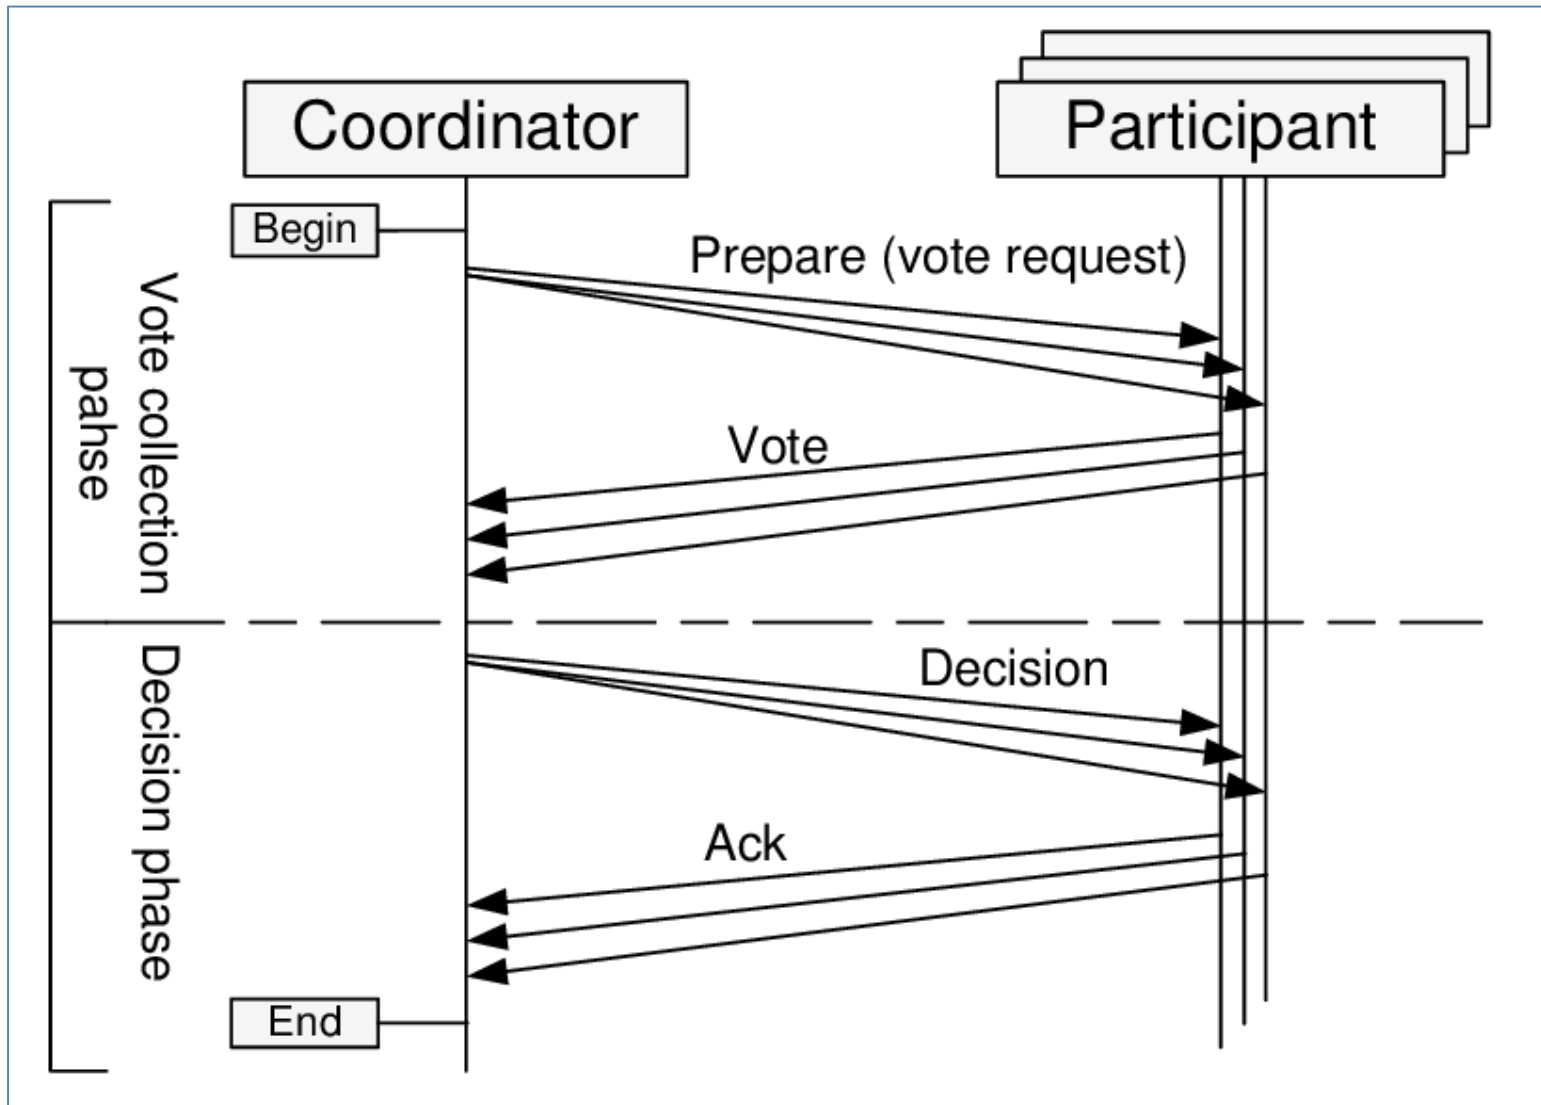 Coordinator
Participant
Begin
Prepare (vote request)
Vote collection
pahse
Vote
Decision
Decision phase
Ack
End